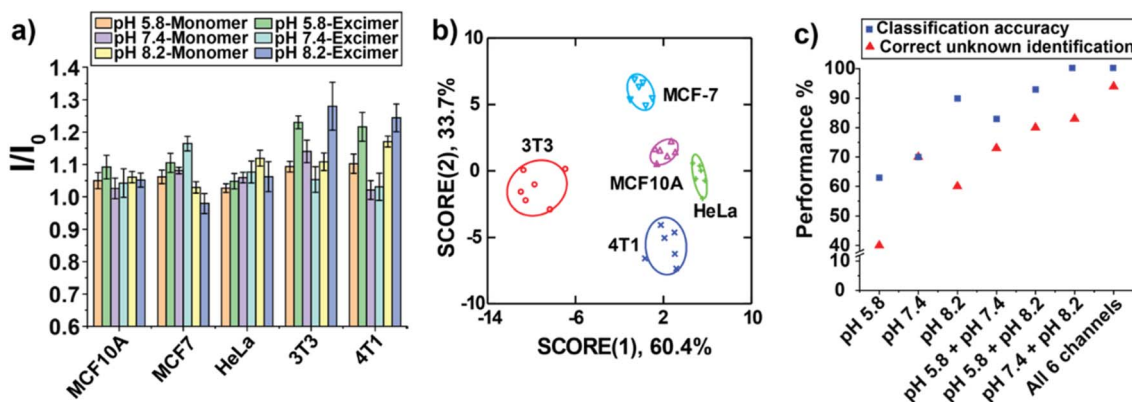 a)
pH 5.8-Monomer pH 5.8-Excimer
pH 7.4-Monomer pH 7.4-Excimer
pH 8.2-Monomer pH 8.2-Excimer
I/I0
1.4
1.3
1.2
1.1
1.0
0.9
0.8
0.7
0.6
MCF10A MCF7 HeLa 3T3 4T1
b)
SCORE(2), 33.7%
10
5
0
-5
-10
MCF-7
3T3
MCF10A
HeLa
4T1
-14 -6 2 10
SCORE(1), 60.4%
c)
Classification accuracy
Correct unknown identification
Performance %
100
90
80
70
60
50
40
0
pH 5.8
pH 7.4
pH 8.2
pH 5.8 + pH 7.4
pH 5.8 + pH 8.2
pH 7.4 + pH 8.2
All 6 channels